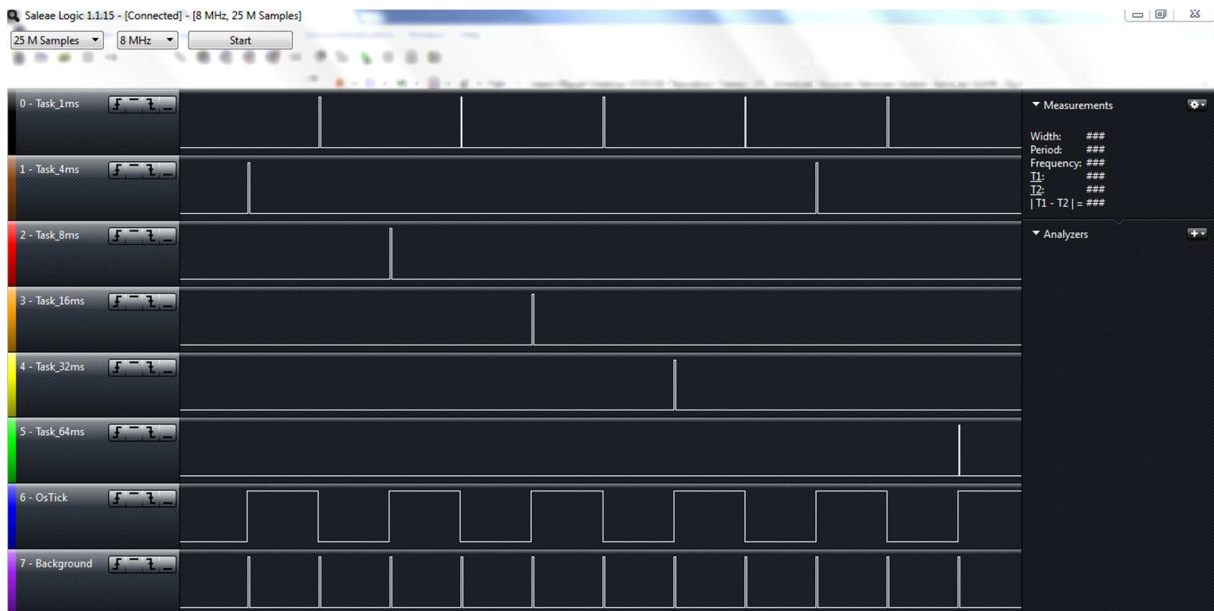 Saleae Logic 1.1.15 - [Connected] - [8 MHz, 25 M Samples]
25 M Samples 8 MHz Start
0 - Task_1ms
Measurements
Width: ###
Period: ###
Frequency: ###
T1: ###
T2: ###
| T1 - T2 | = ###
1 - Task_4ms
2 - Task_8ms
Analyzers
3 - Task_16ms
4 - Task_32ms
5 - Task_64ms
6 - OsTick
7 - Background